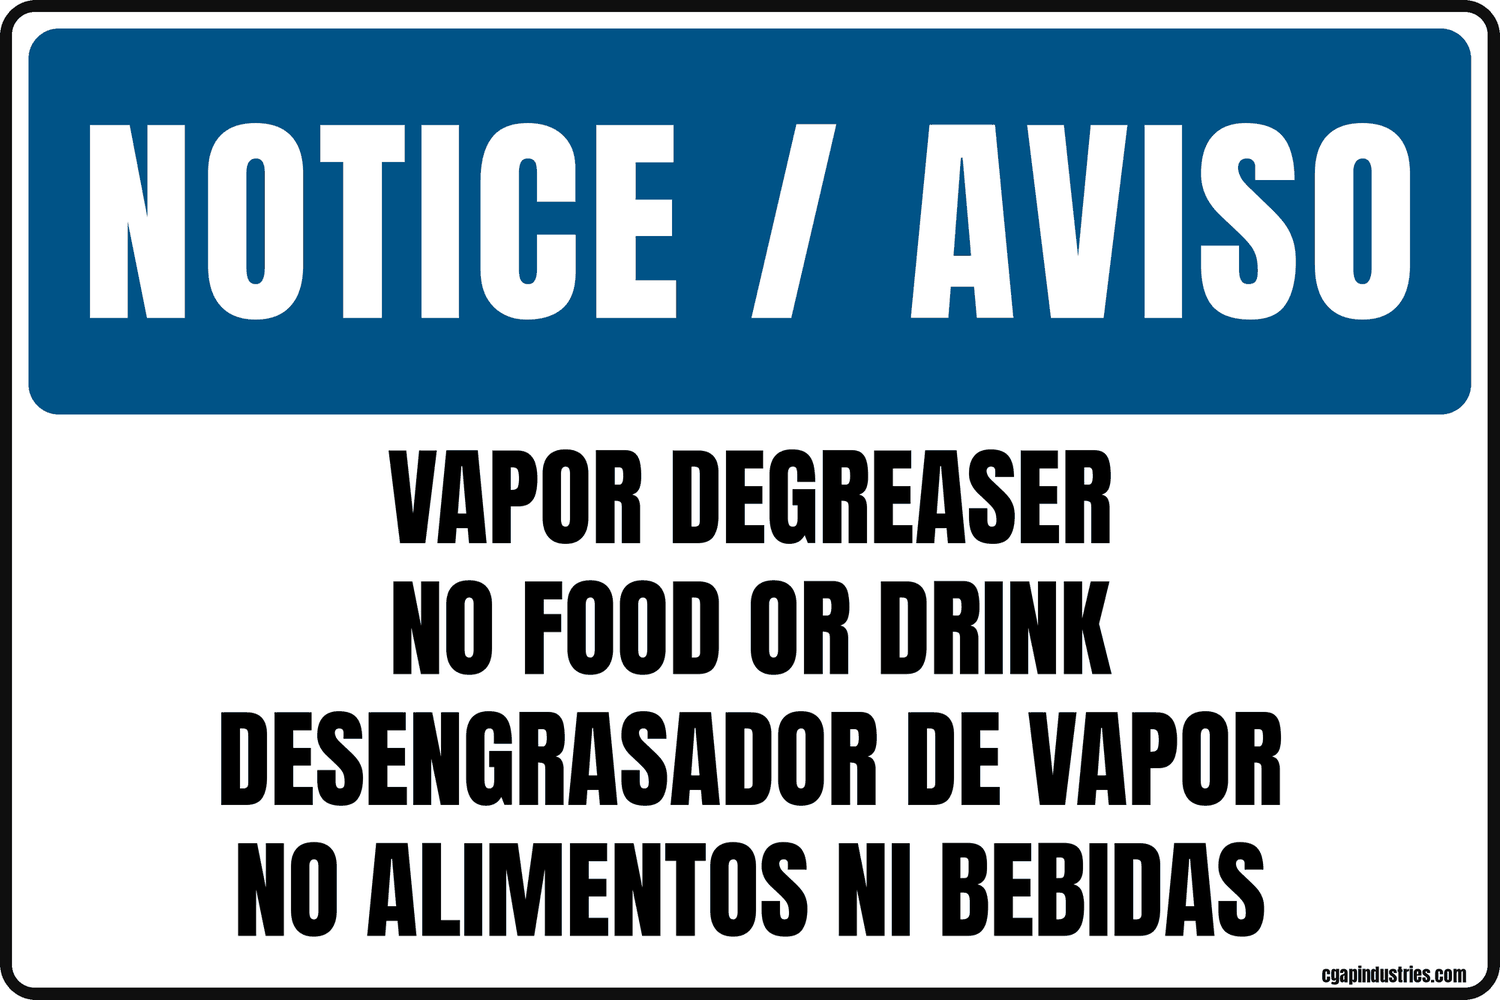 NOTICE / AVISO
VAPOR DEGREASER
NO FOOD OR DRINK
DESENGRASADOR DE VAPOR
NO ALIMENTOS NI BEBIDAS
cgapindustries.com